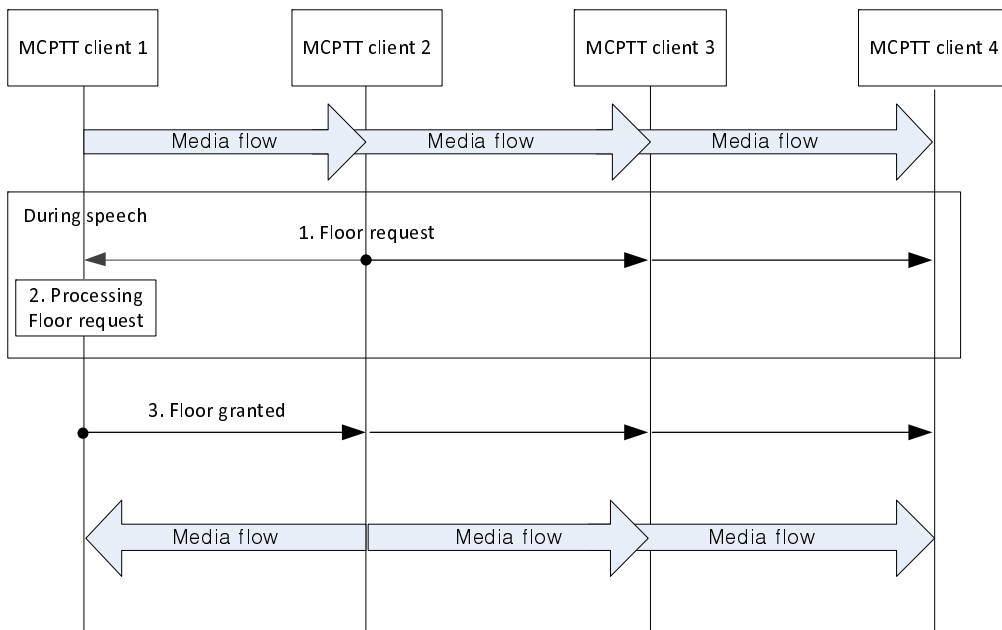 MCPTT client 1
MCPTT client 2
MCPTT client 3
MCPTT client 4
Media flow
Media flow
Media flow
During speech
1. Floor request
2. Processing
Floor request
3. Floor granted
Media flow
Media flow
Media flow